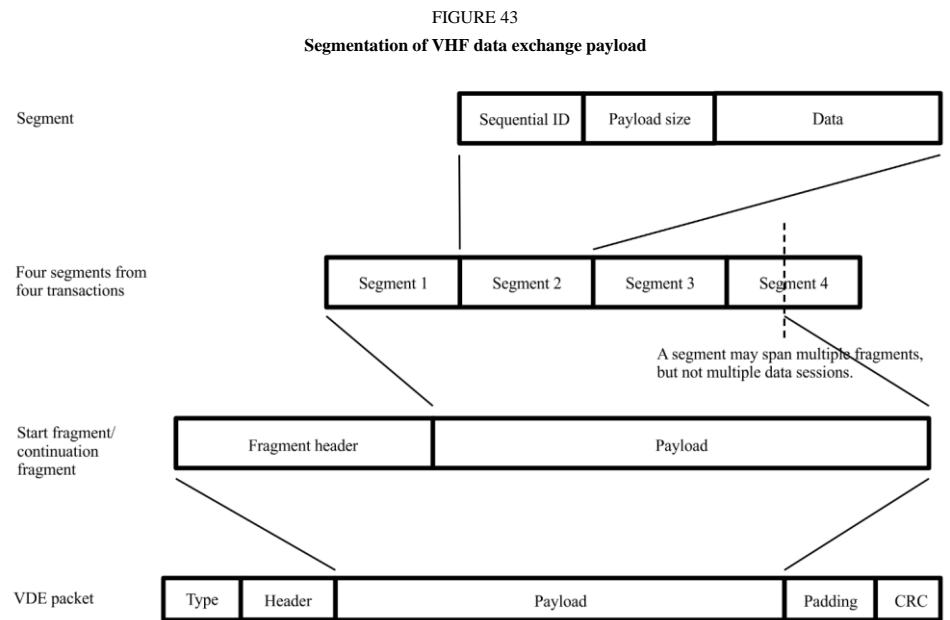 FIGURE 43
Segmentation of VHF data exchange payload
Segment
Sequential ID
Payload size
Data
Four segments from
four transactions
Segment 1
Segment 2
Segment 3
Segment 4
A segment may span multiple fragments,
but not multiple data sessions.
Start fragment/
continuation
fragment
Fragment header
Payload
VDE packet
Type
Header
Payload
Padding
CRC